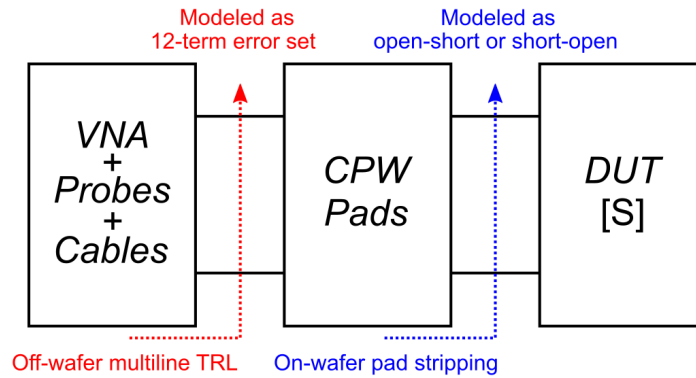 Modeled as
12-term error set
Modeled as
open-short or short-open
VNA
+
Probes
+
Cables
CPW
Pads
DUT
[S]
Off-wafer multiline TRL
On-wafer pad stripping